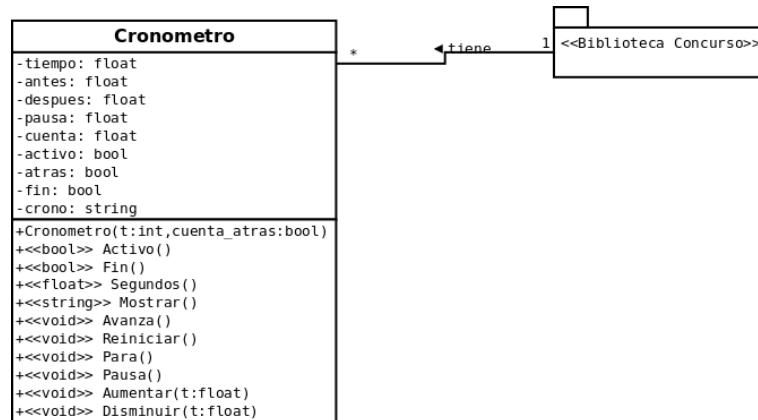 Cronometro
-tiempo: float
-antes: float
-despues: float
-pausa: float
-cuenta: float
-activo: bool
-atras: bool
-fin: bool
-crono: string
+Cronometro(t:int,cuenta_atras:bool)
+<<bool>> Activo()
+<<bool>> Fin()
+<<float>> Segundos()
+<<string>> Mostrar()
+<<void>> Avanza()
+<<void>> Reiniciar()
+<<void>> Para()
+<<void>> Pausa()
+<<void>> Aumentar(t:float)
+<<void>> Disminuir(t:float)
* tiene 1
<<Biblioteca Concurso>>